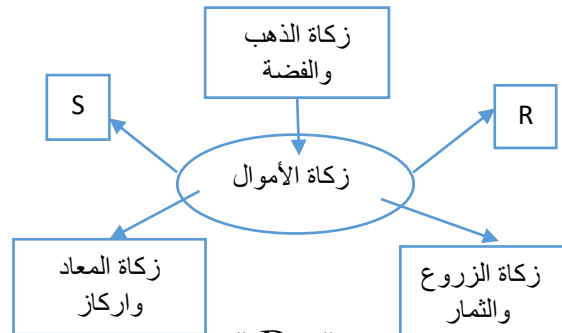 زكاة الذهب
والفضة
S
R
زكاة الأموال
زكاة المعاد
واركاز
زكاة الزروع
والثمار